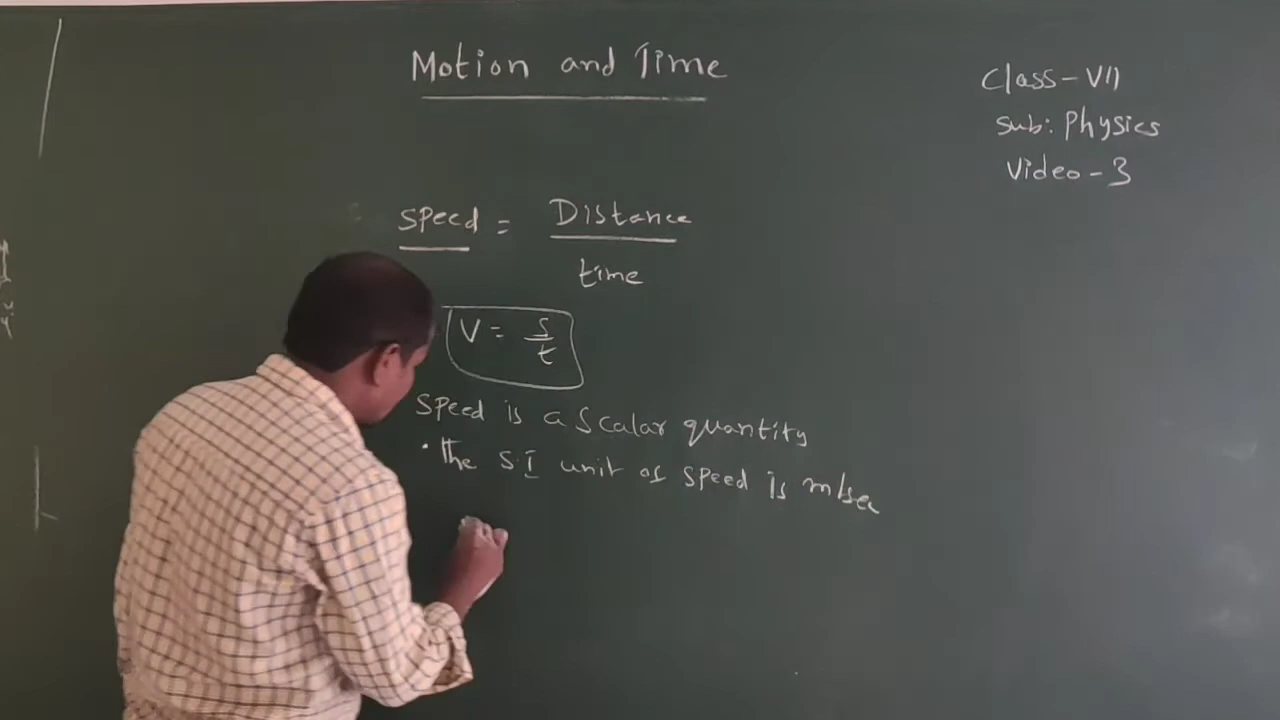 Motion and Time
Class-VII
Sub: Physics
Video-3
Speed = Distance
time
V = s
t
Speed is a Scalar quantity
• The S.I unit of Speed is m/sec